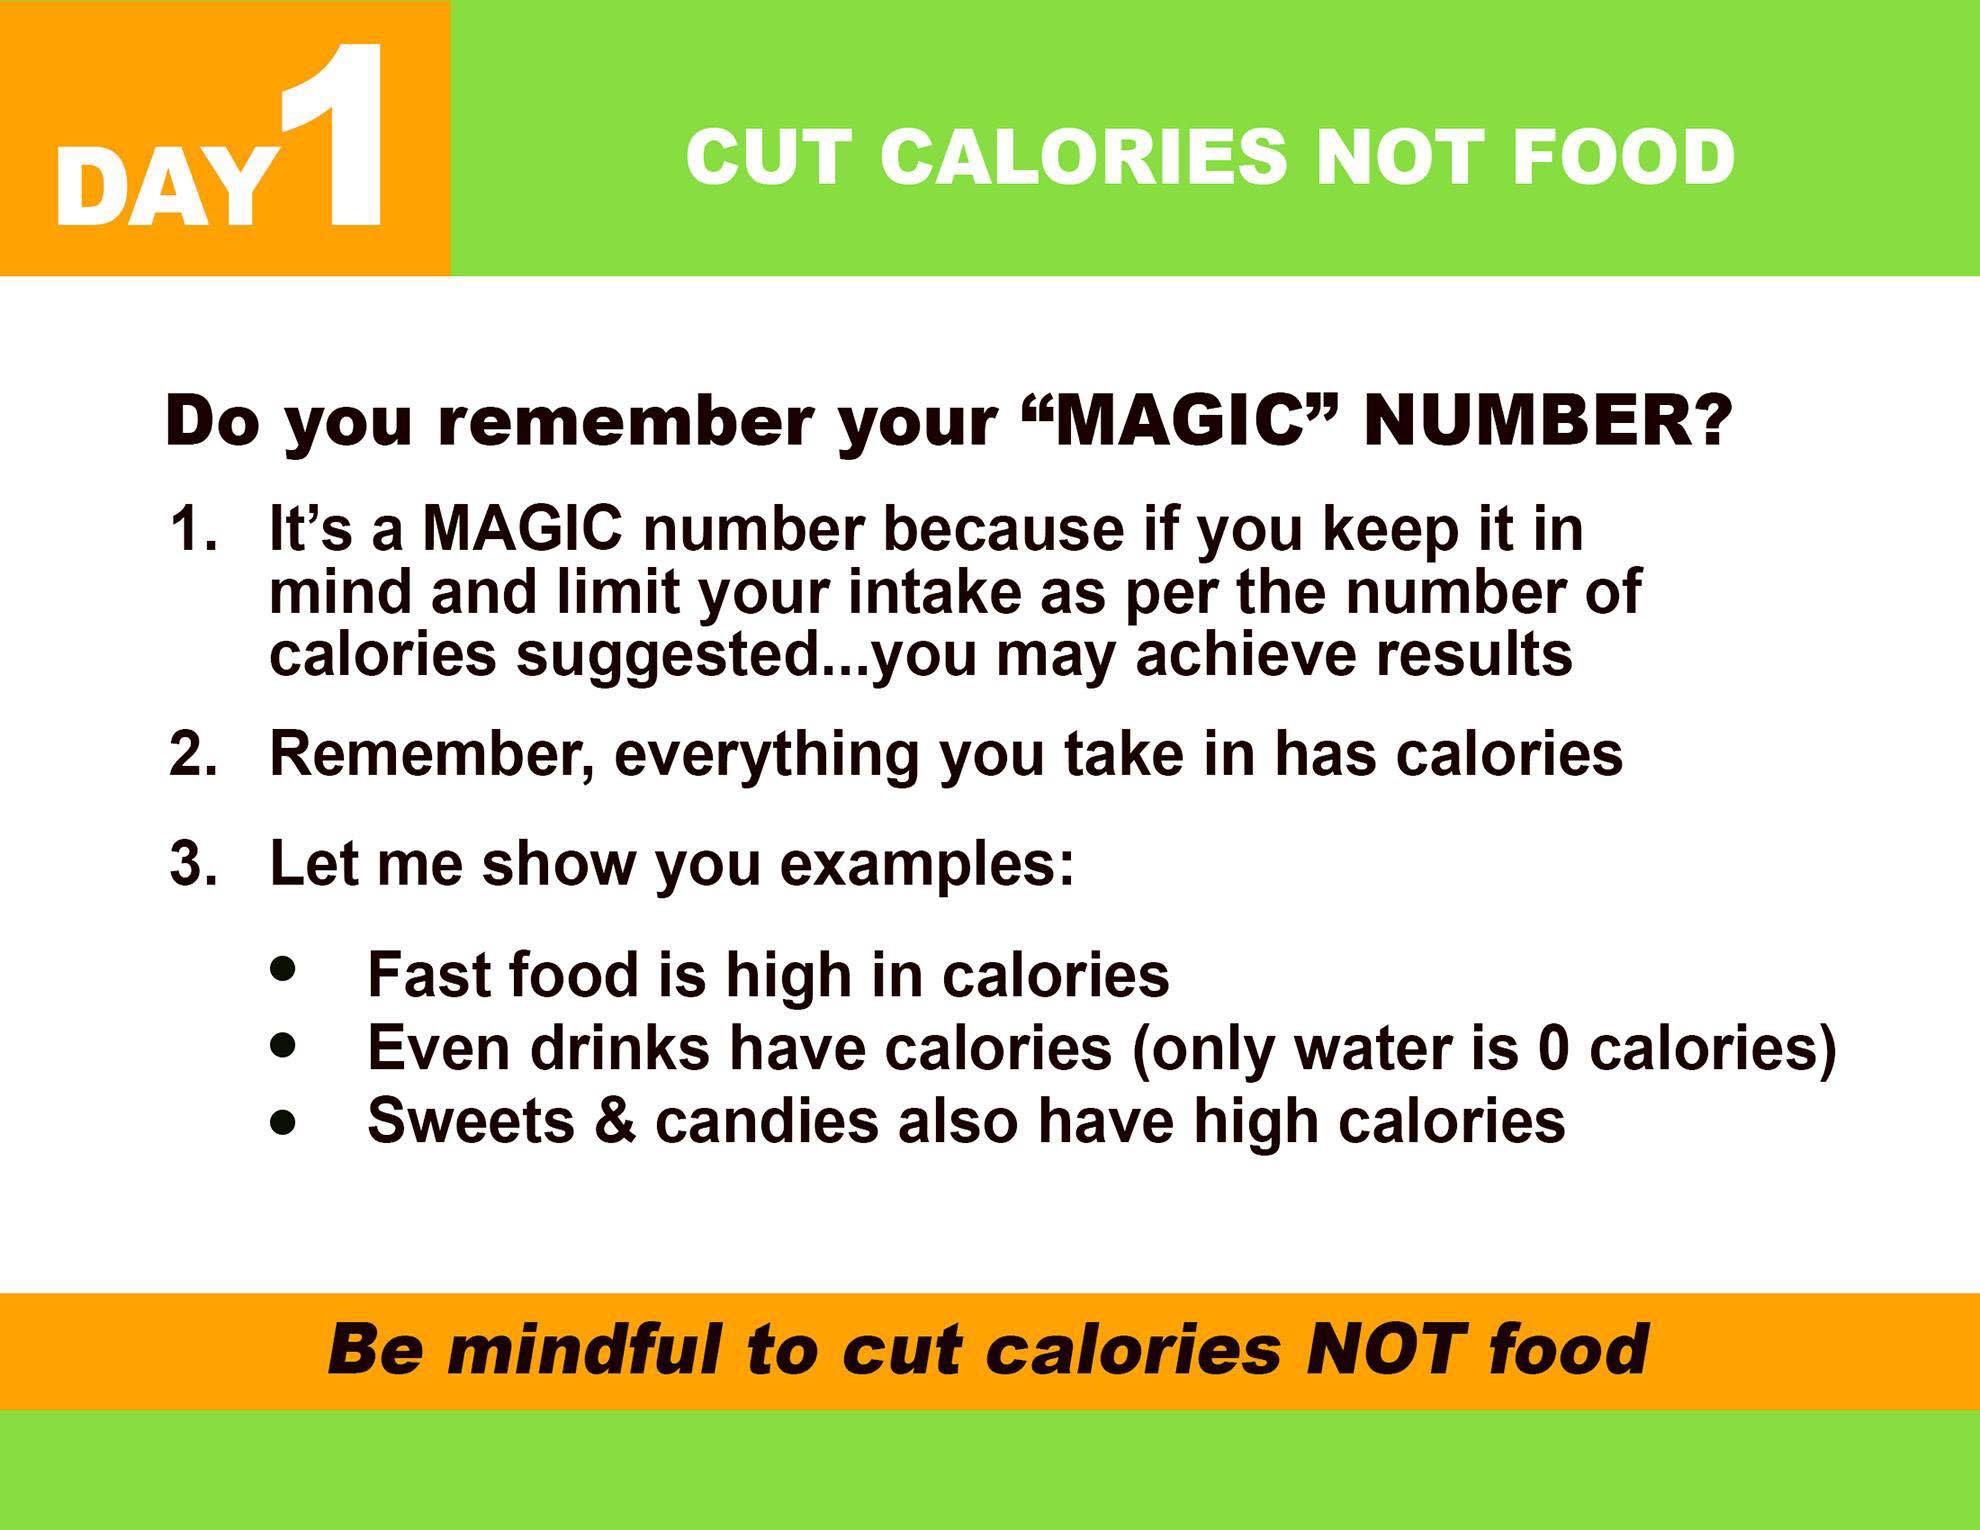 DAY 1
CUT CALORIES NOT FOOD
Do you remember your “MAGIC” NUMBER?
1. It’s a MAGIC number because if you keep it in
mind and limit your intake as per the number of
calories suggested...you may achieve results
2. Remember, everything you take in has calories
3. Let me show you examples:
• Fast food is high in calories
• Even drinks have calories (only water is 0 calories)
• Sweets & candies also have high calories
Be mindful to cut calories NOT food